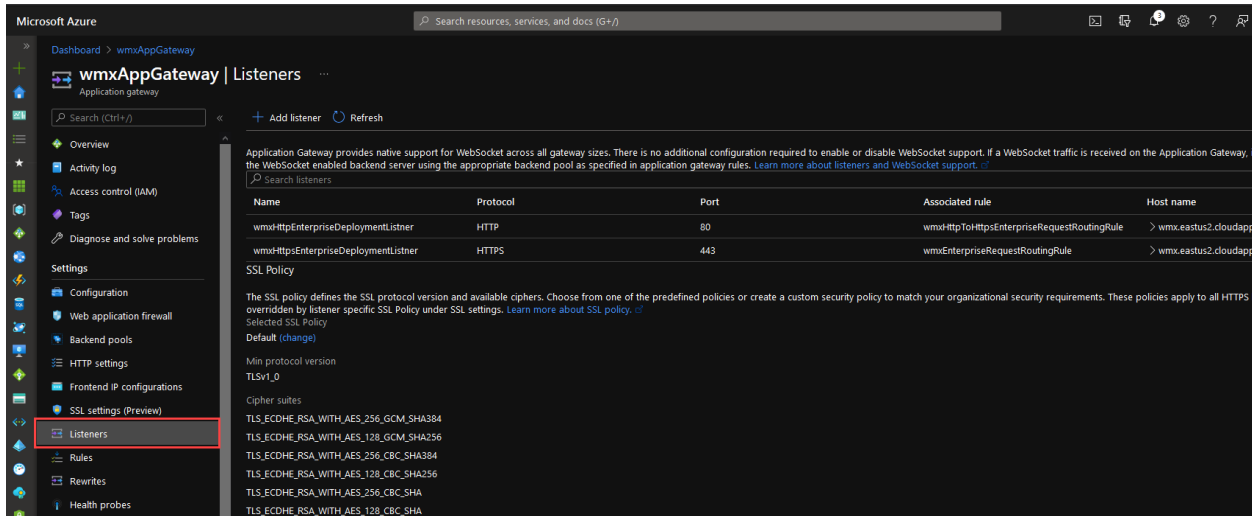 Microsoft Azure
Search resources, services, and docs (G+/)
3
Dashboard > wmxAppGateway
wmxAppGateway | Listeners ...
Application gateway
Search (Ctrl+/)
Overview
Activity log
Access control (IAM)
Tags
Diagnose and solve problems
Settings
Configuration
Web application firewall
Backend pools
HTTP settings
Frontend IP configurations
SSL settings (Preview)
Listeners
Rules
Rewrites
Health probes
Add listener Refresh
Application Gateway provides native support for WebSocket across all gateway sizes. There is no additional configuration required to enable or disable WebSocket support. If a WebSocket traffic is received on the Application Gateway,
the WebSocket enabled backend server using the appropriate backend pool as specified in application gateway rules. Learn more about listeners and WebSocket support.
Search listeners
Name Protocol Port Associated rule Host name
wmxHttpEnterpriseDeploymentListner HTTP 80 wmxHttpToHttpsEnterpriseRequestRoutingRule > wmx.eastus2.cloudapp
wmxHttpsEnterpriseDeploymentListner HTTPS 443 wmxEnterpriseRequestRoutingRule > wmx.eastus2.cloudapp
SSL Policy
The SSL policy defines the SSL protocol version and available ciphers. Choose from one of the predefined policies or create a custom security policy to match your organizational security requirements. These policies apply to all HTTPS
overridden by listener specific SSL Policy under SSL settings. Learn more about SSL policy.
Selected SSL Policy
Default (change)
Min protocol version
TLSv1_0
Cipher suites
TLS_ECDHE_RSA_WITH_AES_256_GCM_SHA384
TLS_ECDHE_RSA_WITH_AES_128_GCM_SHA256
TLS_ECDHE_RSA_WITH_AES_256_CBC_SHA384
TLS_ECDHE_RSA_WITH_AES_128_CBC_SHA256
TLS_ECDHE_RSA_WITH_AES_256_CBC_SHA
TLS_ECDHE_RSA_WITH_AES_128_CBC_SHA